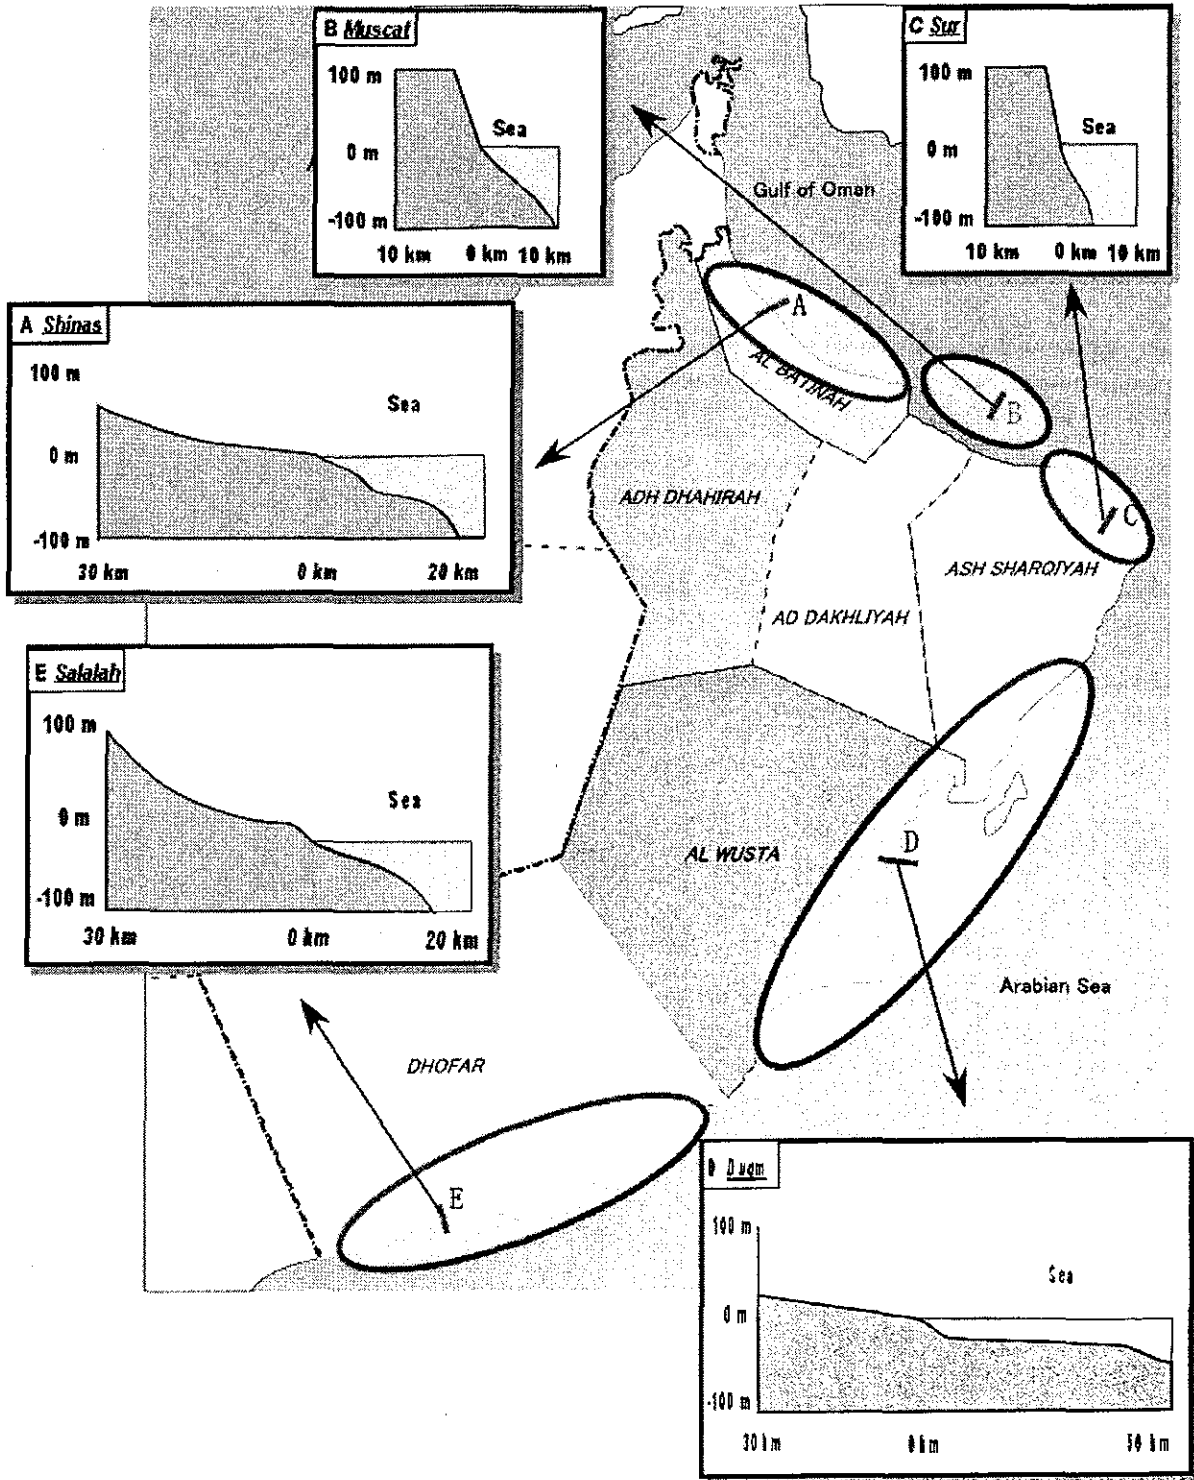 B Muscat
100 m
Sea
0 m
-100 m
10 km 0 km 10 km
C Sur
100 m
Sea
0 m
-100 m
10 km 0 km 10 km
Gulf of Oman
A Shinas
100 m
Sea
0 m
-100 m
30 km 0 km 20 km
A
AL BATINAH
B
C
ADH DHAHIRAH
ASH SHARQIYAH
AD DAKHLIYAH
E Salalah
100 m
Sea
0 m
-100 m
30 km 0 km 20 km
AL WUSTA
D
Arabian Sea
DHOFAR
E
D Duqm
100 m
Sea
0 m
-100 m
30 km 0 km 50 km